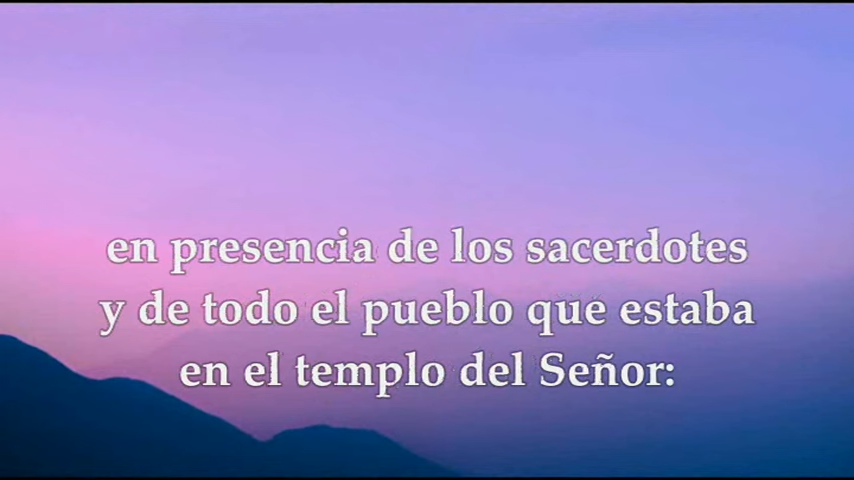 en presencia de los sacerdotes
y de todo el pueblo que estaba
en el templo del Señor: